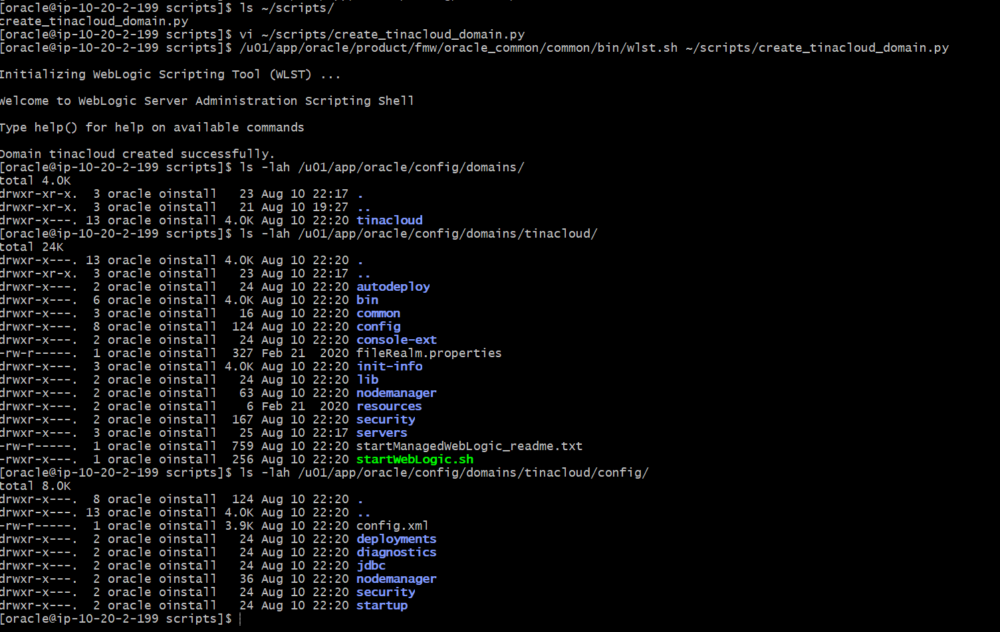 [oracle@ip-10-20-2-199 scripts]$ ls ~/scripts/
create_tinacloud_domain.py
[oracle@ip-10-20-2-199 scripts]$ vi ~/scripts/create_tinacloud_domain.py
[oracle@ip-10-20-2-199 scripts]$ /u01/app/oracle/product/fmw/oracle_common/common/bin/wlst.sh ~/scripts/create_tinacloud_domain.py
Initializing WebLogic Scripting Tool (WLST) ...
Welcome to WebLogic Server Administration Scripting Shell
Type help() for help on available commands
Domain tinacloud created successfully.
[oracle@ip-10-20-2-199 scripts]$ ls -lah /u01/app/oracle/config/domains/
total 4.0K
drwxr-xr-x.  3 oracle oinstall   23 Aug 10 22:17 .
drwxr-xr-x.  3 oracle oinstall   21 Aug 10 19:27 ..
drwxr-x---. 13 oracle oinstall 4.0K Aug 10 22:20 tinacloud
[oracle@ip-10-20-2-199 scripts]$ ls -lah /u01/app/oracle/config/domains/tinacloud/
total 24K
drwxr-x---. 13 oracle oinstall 4.0K Aug 10 22:20 .
drwxr-xr-x.  3 oracle oinstall   23 Aug 10 22:17 ..
drwxr-x---.  2 oracle oinstall   24 Aug 10 22:20 autodeploy
drwxr-x---.  6 oracle oinstall 4.0K Aug 10 22:20 bin
drwxr-x---.  3 oracle oinstall   16 Aug 10 22:20 common
drwxr-x---.  8 oracle oinstall  124 Aug 10 22:20 config
drwxr-x---.  2 oracle oinstall   24 Aug 10 22:20 console-ext
-rw-r-----.  1 oracle oinstall  327 Feb 21  2020 fileRealm.properties
drwxr-x---.  3 oracle oinstall 4.0K Aug 10 22:20 init-info
drwxr-x---.  2 oracle oinstall   24 Aug 10 22:20 lib
drwxr-x---.  2 oracle oinstall   63 Aug 10 22:20 nodemanager
drwxr-x---.  2 oracle oinstall    6 Feb 21  2020 resources
drwxr-x---.  2 oracle oinstall  167 Aug 10 22:20 security
drwxr-x---.  3 oracle oinstall   25 Aug 10 22:17 servers
-rw-r-----.  1 oracle oinstall  759 Aug 10 22:20 startManagedWebLogic_readme.txt
-rwxr-x---.  1 oracle oinstall  256 Aug 10 22:20 startWebLogic.sh
[oracle@ip-10-20-2-199 scripts]$ ls -lah /u01/app/oracle/config/domains/tinacloud/config/
total 8.0K
drwxr-x---.  8 oracle oinstall  124 Aug 10 22:20 .
drwxr-x---. 13 oracle oinstall 4.0K Aug 10 22:20 ..
-rw-r-----.  1 oracle oinstall 3.9K Aug 10 22:20 config.xml
drwxr-x---.  2 oracle oinstall   24 Aug 10 22:20 deployments
drwxr-x---.  2 oracle oinstall   24 Aug 10 22:20 diagnostics
drwxr-x---.  2 oracle oinstall   24 Aug 10 22:20 jdbc
drwxr-x---.  2 oracle oinstall   36 Aug 10 22:20 nodemanager
drwxr-x---.  2 oracle oinstall   24 Aug 10 22:20 security
drwxr-x---.  2 oracle oinstall   24 Aug 10 22:20 startup
[oracle@ip-10-20-2-199 scripts]$